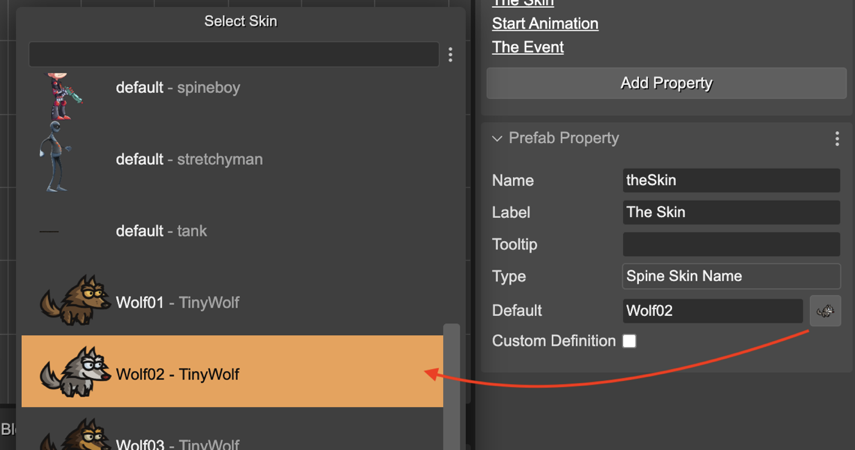 Select Skin
default - spineboy
default - stretchyman
default - tank
Wolf01 - TinyWolf
Wolf02 - TinyWolf
Wolf03 - TinyWolf
The Skin
Start Animation
The Event
Add Property
Prefab Property
Name theSkin
Label The Skin
Tooltip
Type Spine Skin Name
Default Wolf02
Custom Definition